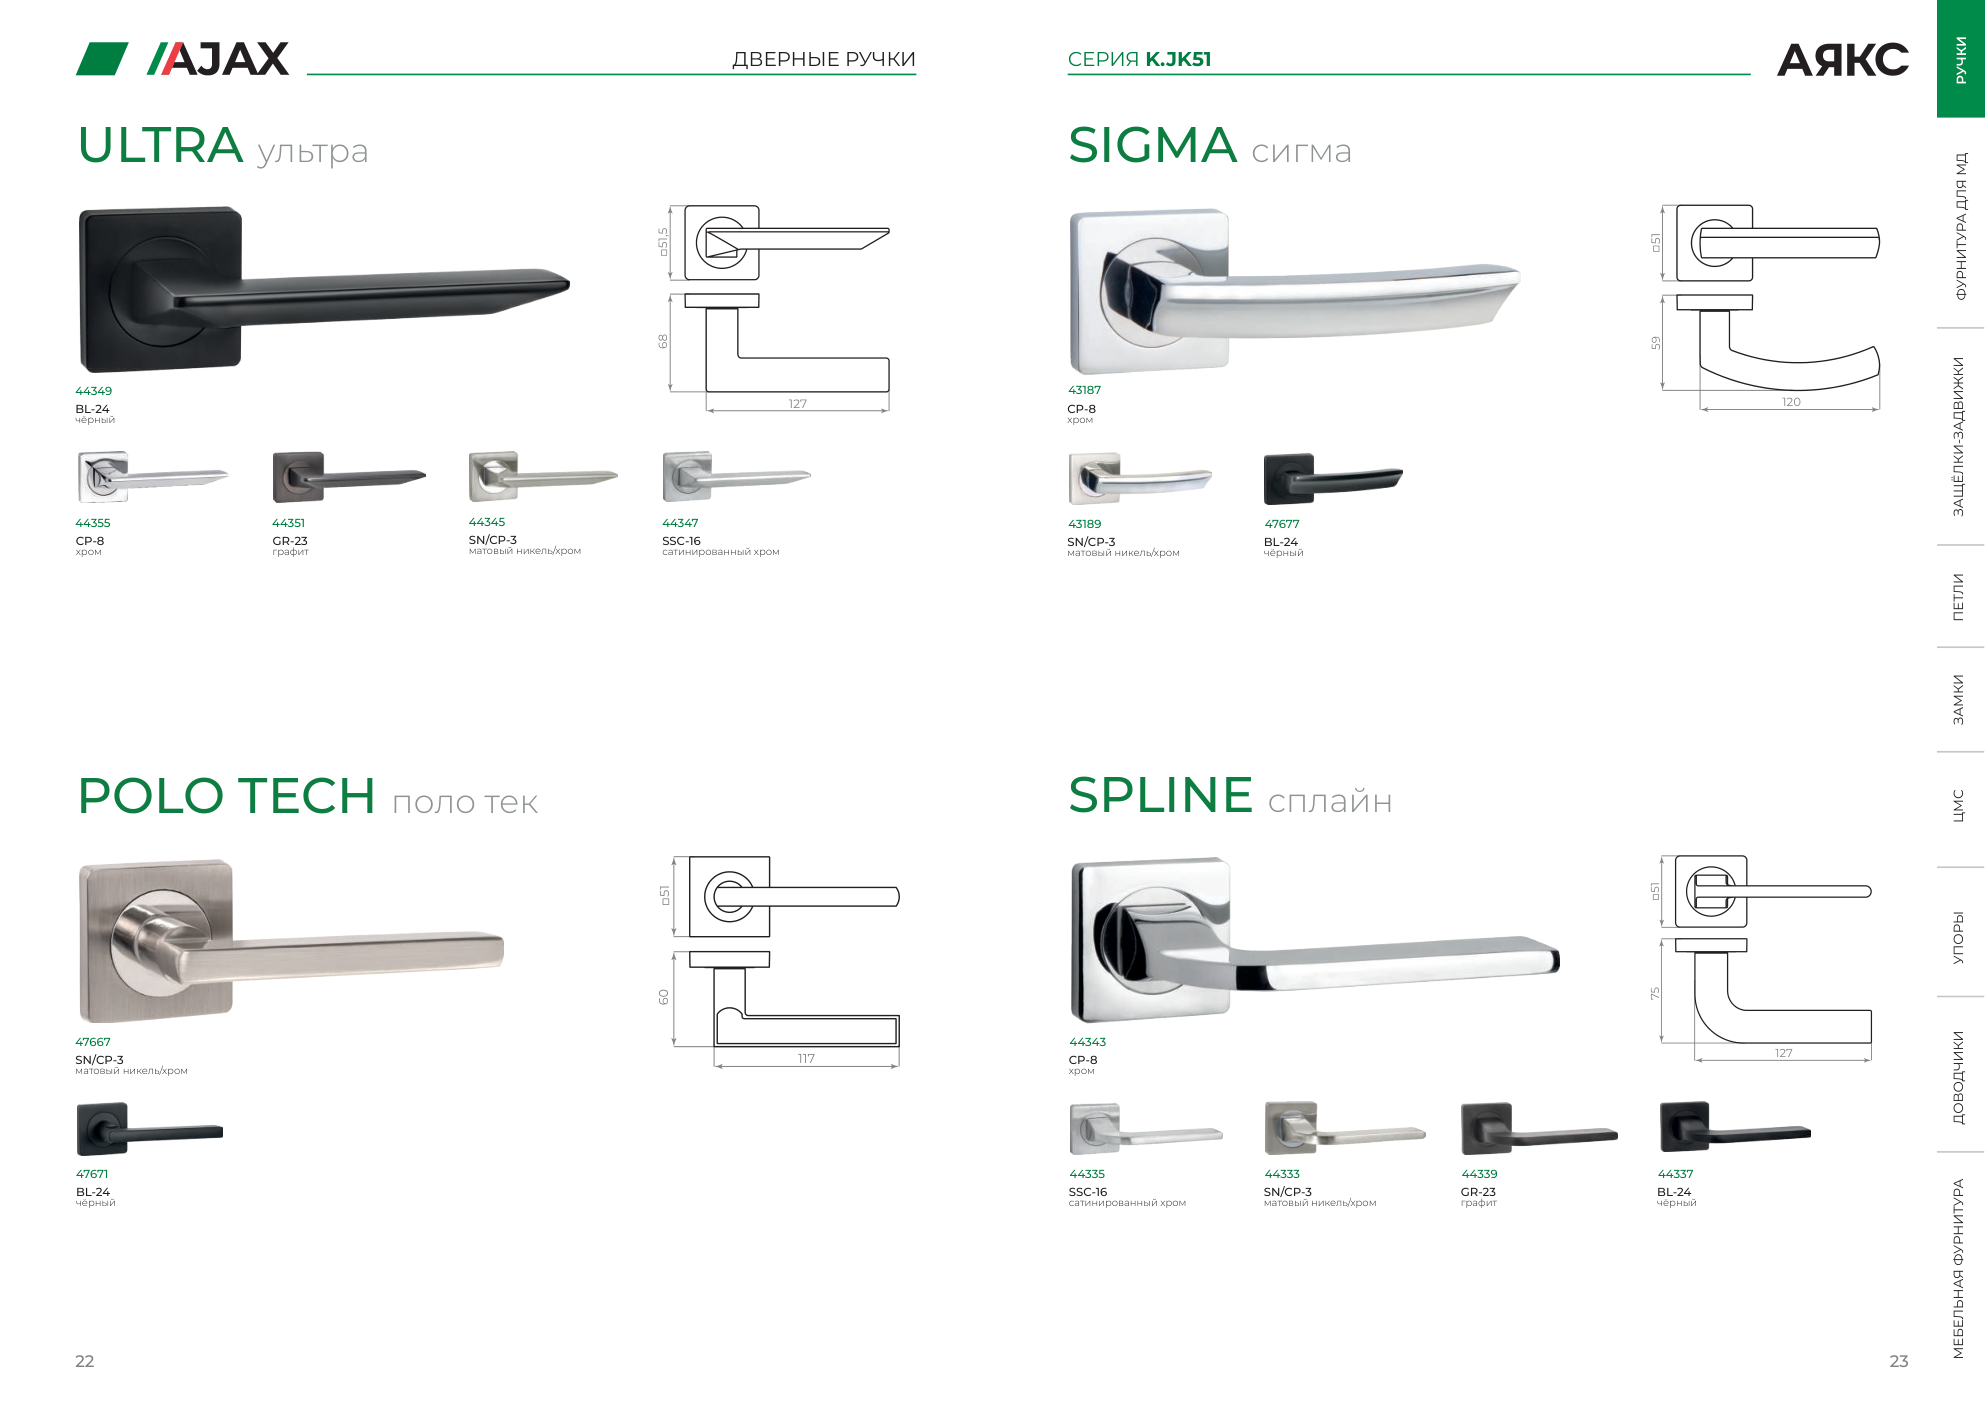 AJAX
ДВЕРНЫЕ РУЧКИ
ULTRA ультра
□51,5
68
127
44349
BL-24
чёрный
44355
CP-8
хром
44351
GR-23
графит
44345
SN/CP-3
матовый никель/хром
44347
SSC-16
сатинированный хром
POLO TECH поло тек
□51
60
117
47667
SN/CP-3
матовый никель/хром
47671
BL-24
чёрный
22
СЕРИЯ K.JK51
АЯКС
SIGMA сигма
□51
59
120
43187
CP-8
хром
43189
SN/CP-3
матовый никель/хром
47677
BL-24
чёрный
SPLINE сплайн
□51
75
127
44343
CP-8
хром
44335
SSC-16
сатинированный хром
44333
SN/CP-3
матовый никель/хром
44339
GR-23
графит
44337
BL-24
чёрный
23
РУЧКИ
ФУРНИТУРА ДЛЯ МД
ЗАЩЁЛКИ-ЗАДВИЖКИ
ПЕТЛИ
ЗАМКИ
ЦМС
УПОРЫ
ДОВОДЧИКИ
МЕБЕЛЬНАЯ ФУРНИТУРА